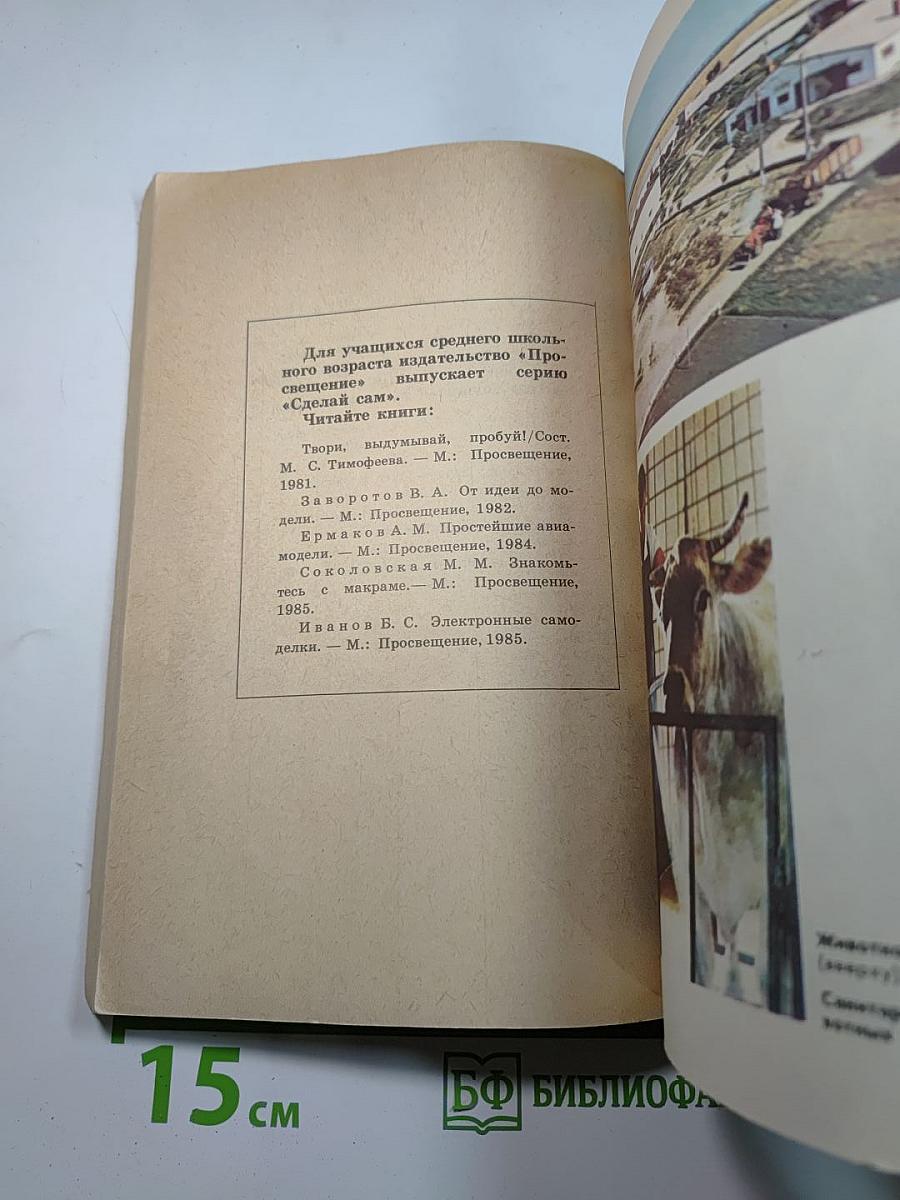 Для учащихся среднего школь-
ного возраста издательство «Про-
свещение» выпускает серию
«Сделай сам».
Читайте книги:
Твори, выдумывай, пробуй!/Сост.
М. С. Тимофеева. — М.: Просвещение,
1981.
Заворотов В. А. От идеи до мо-
дели. — М.: Просвещение, 1982.
Ермаков А. М. Простейшие авиа-
модели. — М.: Просвещение, 1984.
Соколовская М. М. Знакомь-
тесь с макраме. — М.: Просвещение,
1985.
Иванов Б. С. Электронные само-
делки. — М.: Просвещение, 1985.
(вверху)
15 см
БФ